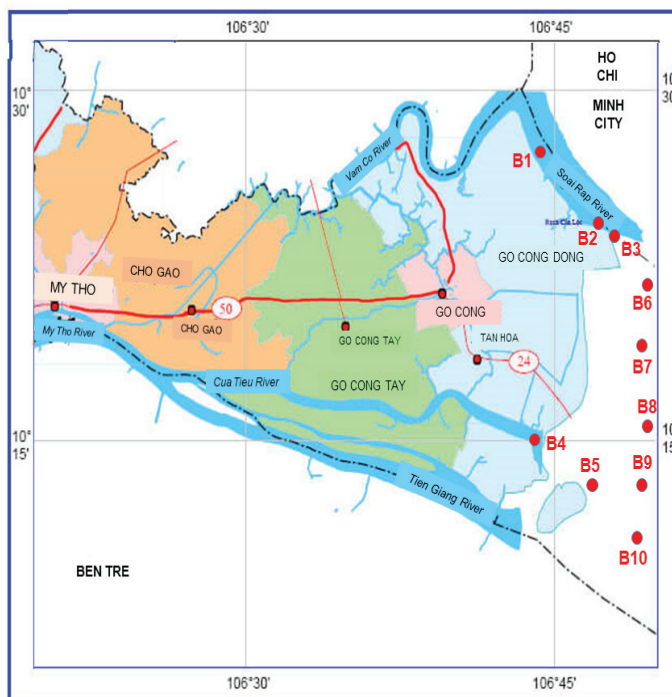 106°30'
106°45'
HO
CHI
MINH
CITY
10°
30'
10°
30'
B1
Vam Co River
Soai Rap River
B2
B3
GO CONG DONG
CHO GAO
B6
MY THO
50
GO CONG
CHO GAO
My Tho River
GO CONG TAY
TAN HOA
B7
24
Cua Tieu River
GO CONG TAY
B8
10°
15'
10°
15'
B4
B5
B9
Tien Giang River
B10
BEN TRE
106°30'
106°45'